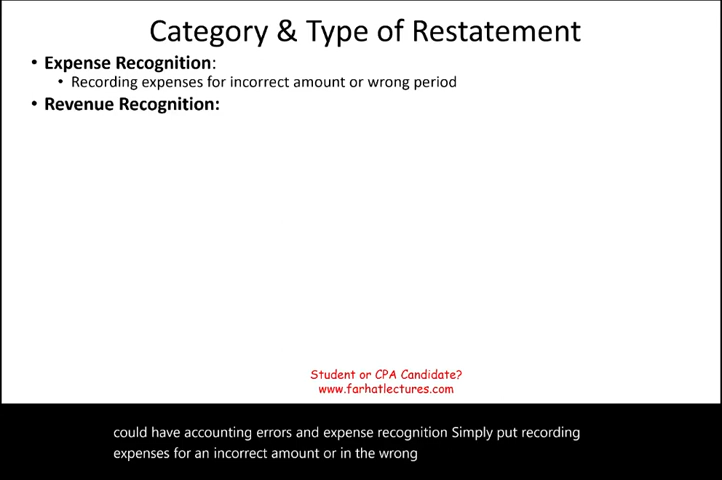 Category & Type of Restatement
• Expense Recognition:
• Recording expenses for incorrect amount or wrong period
• Revenue Recognition:
Student or CPA Candidate?
www.farhatlectures.com
could have accounting errors and expense recognition Simply put recording
expenses for an incorrect amount or in the wrong